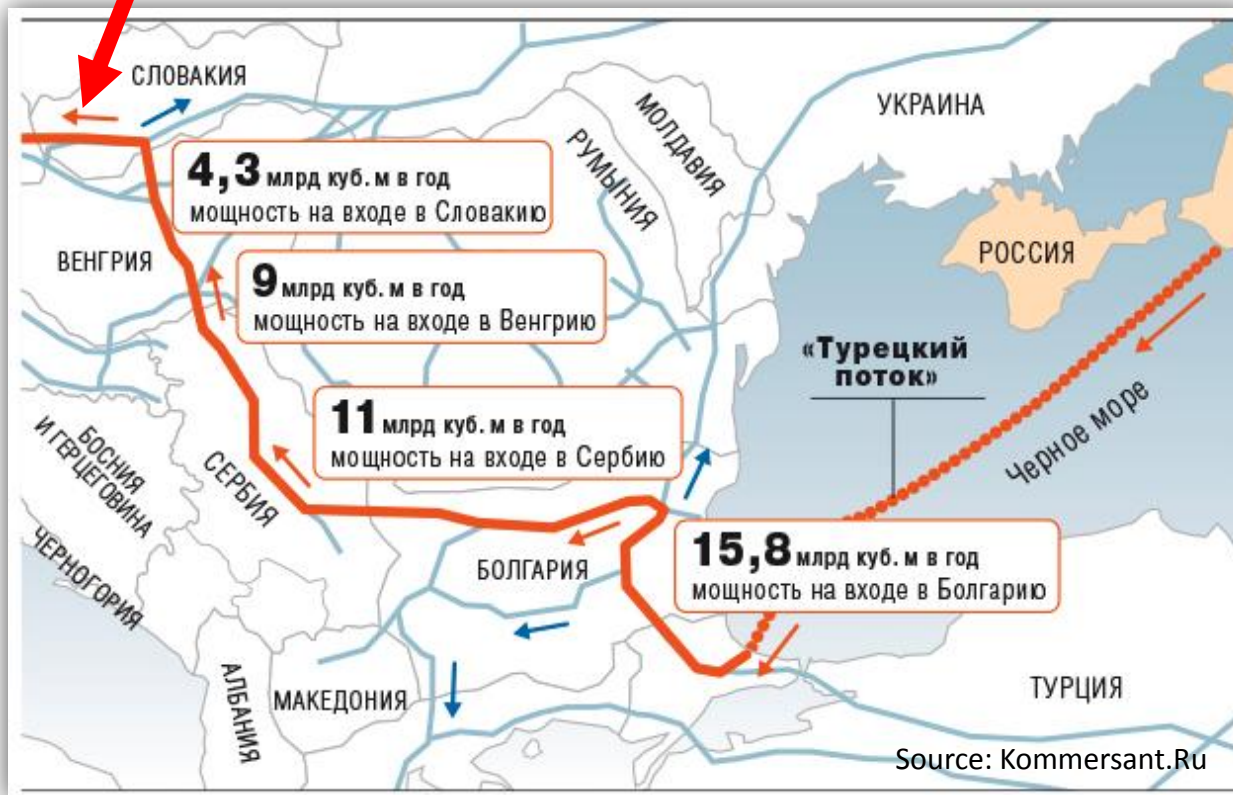 СЛОВАКИЯ
УКРАИНА
МОЛДАВИЯ
РУМЫНИЯ
4,3 млрд куб. м в год
мощность на входе в Словакию
ВЕНГРИЯ
РОССИЯ
9 млрд куб. м в год
мощность на входе в Венгрию
«Турецкий
поток»
Черное море
11 млрд куб. м в год
мощность на входе в Сербию
БОСНИЯ
И ГЕРЦЕГОВИНА
СЕРБИЯ
ЧЕРНОГОРИЯ
БОЛГАРИЯ
15,8 млрд куб. м в год
мощность на входе в Болгарию
АЛБАНИЯ
МАКЕДОНИЯ
ТУРЦИЯ
Source: Kommersant.Ru